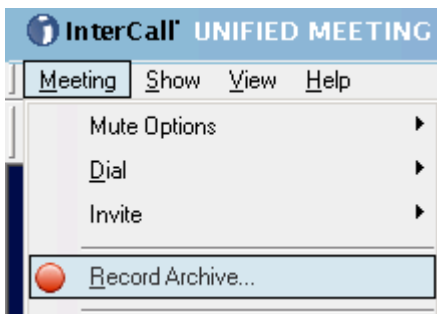 InterCall UNIFIED MEETING
Meeting Show View Help
Mute Options
Dial
Invite
Record Archive...